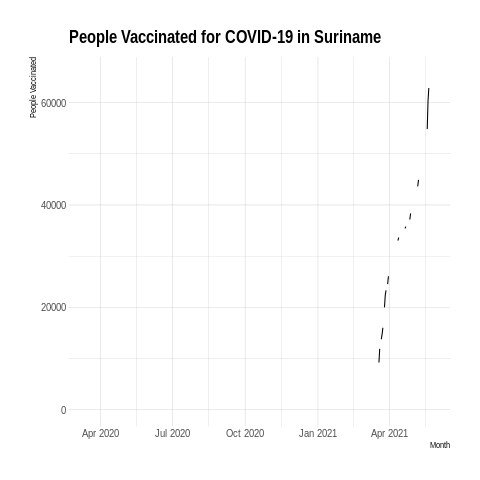 People Vaccinated for COVID-19 in Suriname
People Vaccinated
60000
40000
20000
0
Apr 2020 Jul 2020 Oct 2020 Jan 2021 Apr 2021
Month